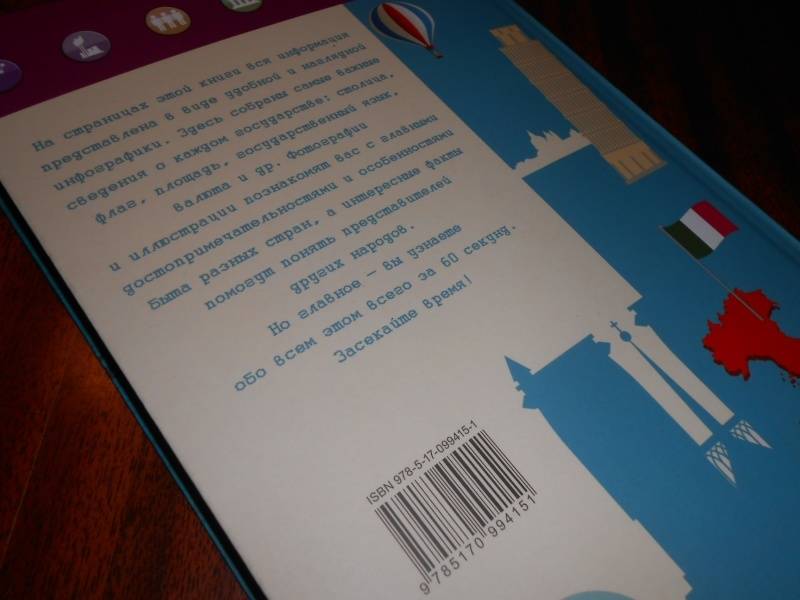 На страницах этой книги вся информация
представлена в виде удобной и наглядной
инфографики. Здесь собраны самые важные
сведения о каждом государстве: столица,
флаг, площадь, государственный язык,
валюта и др. Фотографии
и иллюстрации познакомят вас с главными
достопримечательностями и особенностями
быта разных стран, а интересные факты
помогут понять представителей
других народов.
Но главное – вы узнаете
обо всем этом всего за 60 секунд.
Засекайте время!
ISBN 978-5-17-099415-1
9 785170 994151